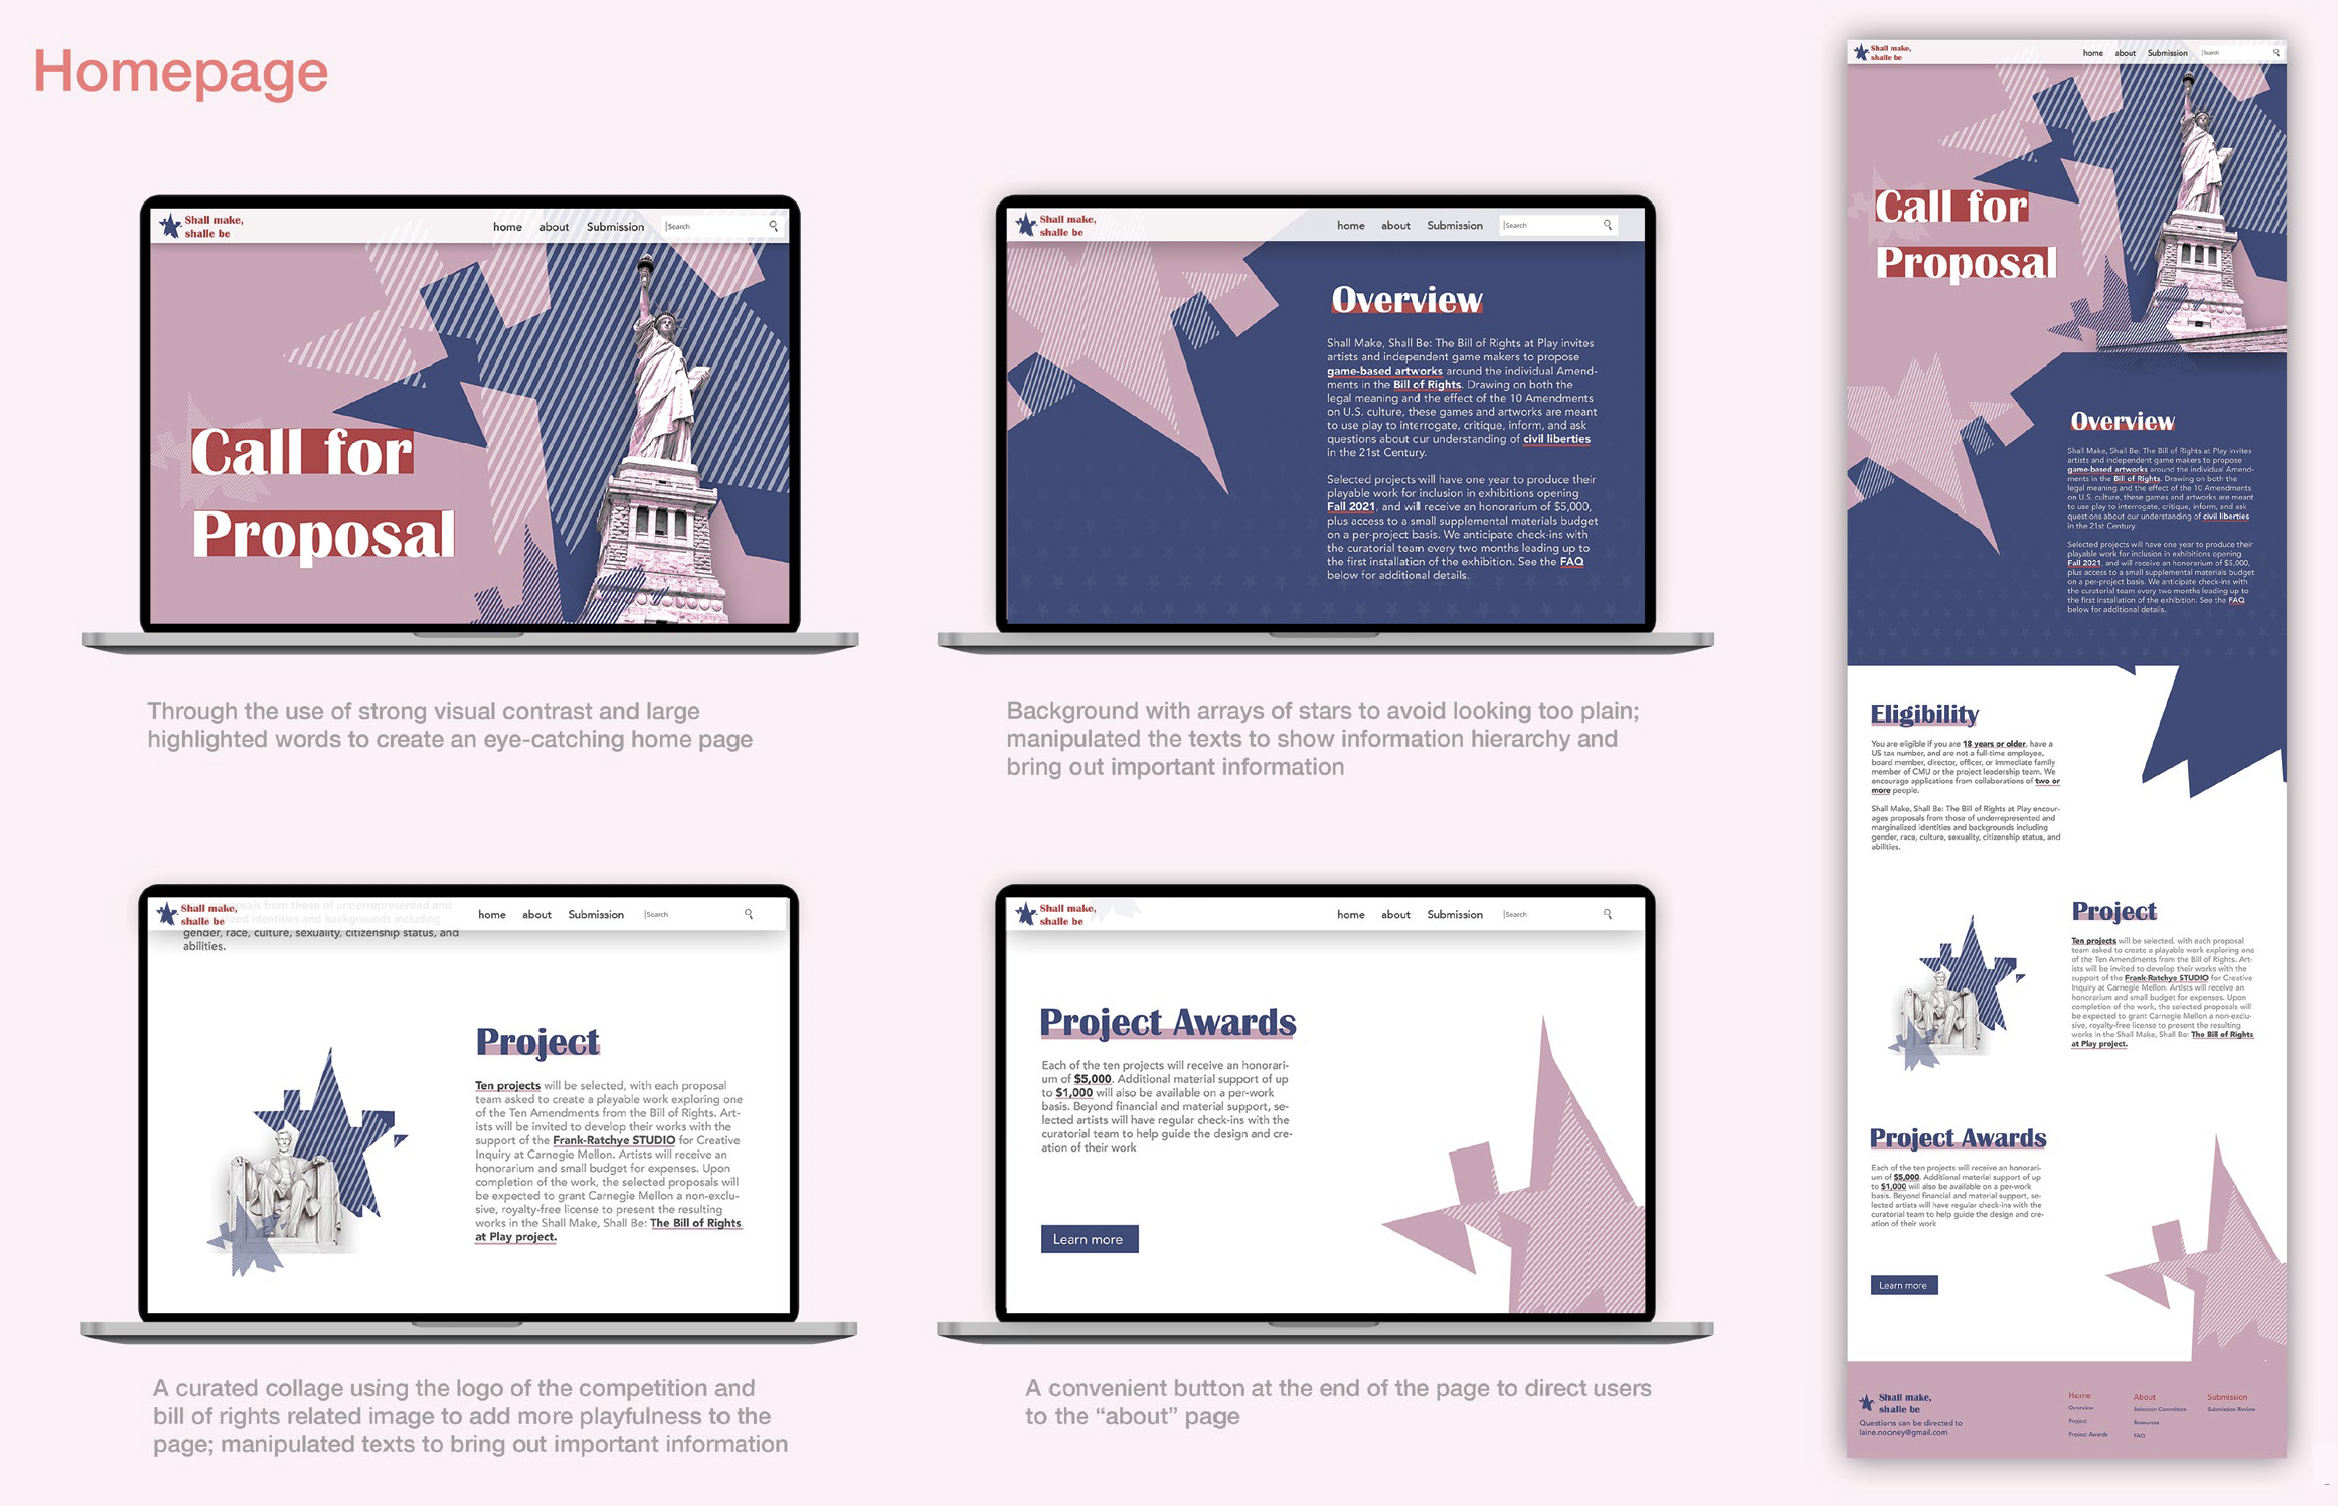 Homepage
Shall make,
shalle be
home about Submission Search
Call for
Proposal
Through the use of strong visual contrast and large
highlighted words to create an eye-catching home page
Shall make,
shalle be
home about Submission Search
Overview
Shall Make, Shall Be: The Bill of Rights at Play invites
artists and independent game makers to propose
game-based artworks around the individual Amend-
ments in the Bill of Rights. Drawing on both the
legal meaning and the effect of the 10 Amendments
on U.S. culture, these games and artworks are meant
to use play to interrogate, critique, inform, and ask
questions about our understanding of civil liberties
in the 21st Century.
Selected projects will have one year to produce their
playable work for inclusion in exhibitions opening
Fall 2021, and will receive an honorarium of $5,000,
plus access to a small supplemental materials budget
on a per-project basis. We anticipate check-ins with
the curatorial team every two months leading up to
the first installation of the exhibition. See the FAQ
below for additional details.
Background with arrays of stars to avoid looking too plain;
manipulated the texts to show information hierarchy and
bring out important information
Shall make,
shalle be
home about Submission Search
gender, race, culture, sexuality, citizenship status, and
abilities.
Project
Ten projects will be selected, with each proposal
team asked to create a playable work exploring one
of the Ten Amendments from the Bill of Rights. Art-
ists will be invited to develop their works with the
support of the Frank-Ratchye STUDIO for Creative
Inquiry at Carnegie Mellon. Artists will receive an
honorarium and small budget for expenses. Upon
completion of the work, the selected proposals will
be expected to grant Carnegie Mellon a non-exclu-
sive, royalty-free license to present the resulting
works in the Shall Make, Shall Be: The Bill of Rights
at Play project.
A curated collage using the logo of the competition and
bill of rights related image to add more playfulness to the
page; manipulated texts to bring out important information
Shall make,
shalle be
home about Submission Search
Project Awards
Each of the ten projects will receive an honorari-
um of $5,000. Additional material support of up
to $1,000 will also be available on a per-work
basis. Beyond financial and material support, se-
lected artists will have regular check-ins with the
curatorial team to help guide the design and cre-
ation of their work
Learn more
A convenient button at the end of the page to direct users
to the “about” page
Shall make,
shalle be
home about Submission Search
Call for
Proposal
Overview
Shall Make, Shall Be: The Bill of Rights at Play invites
artists and independent game makers to propose
game-based artworks around the individual Amend-
ments in the Bill of Rights. Drawing on both the
legal meaning and the effect of the 10 Amendments
on U.S. culture, these games and artworks are meant
to use play to interrogate, critique, inform, and ask
questions about our understanding of civil liberties
in the 21st Century.
Selected projects will have one year to produce their
playable work for inclusion in exhibitions opening
Fall 2021, and will receive an honorarium of $5,000,
plus access to a small supplemental materials budget
on a per-project basis. We anticipate check-ins with
the curatorial team every two months leading up to
the first installation of the exhibition. See the FAQ
below for additional details.
Eligibility
You are eligible if you are 18 years or older, have a
US tax number, and are not a full-time employee,
board member, director, officer, or immediate family
member of CMU or the project leadership team. We
encourage applications from collaborations of two or
more people.
Shall Make, Shall Be: The Bill of Rights at Play encour-
ages proposals from those of underrepresented and
marginalized identities and backgrounds including
gender, race, culture, sexuality, citizenship status, and
abilities.
Project
Ten projects will be selected, with each proposal
team asked to create a playable work exploring one
of the Ten Amendments from the Bill of Rights. Art-
ists will be invited to develop their works with the
support of the Frank-Ratchye STUDIO for Creative
Inquiry at Carnegie Mellon. Artists will receive an
honorarium and small budget for expenses. Upon
completion of the work, the selected proposals will
be expected to grant Carnegie Mellon a non-exclu-
sive, royalty-free license to present the resulting
works in the Shall Make, Shall Be: The Bill of Rights
at Play project.
Project Awards
Each of the ten projects will receive an honorari-
um of $5,000. Additional material support of up
to $1,000 will also be available on a per-work
basis. Beyond financial and material support, se-
lected artists will have regular check-ins with the
curatorial team to help guide the design and cre-
ation of their work
Learn more
Shall make,
shalle be
Questions can be directed to
laine.nooney@gmail.com
Home About Submission
Overview Selection Committee Submission Review
Project Resources
Project Awards FAQ